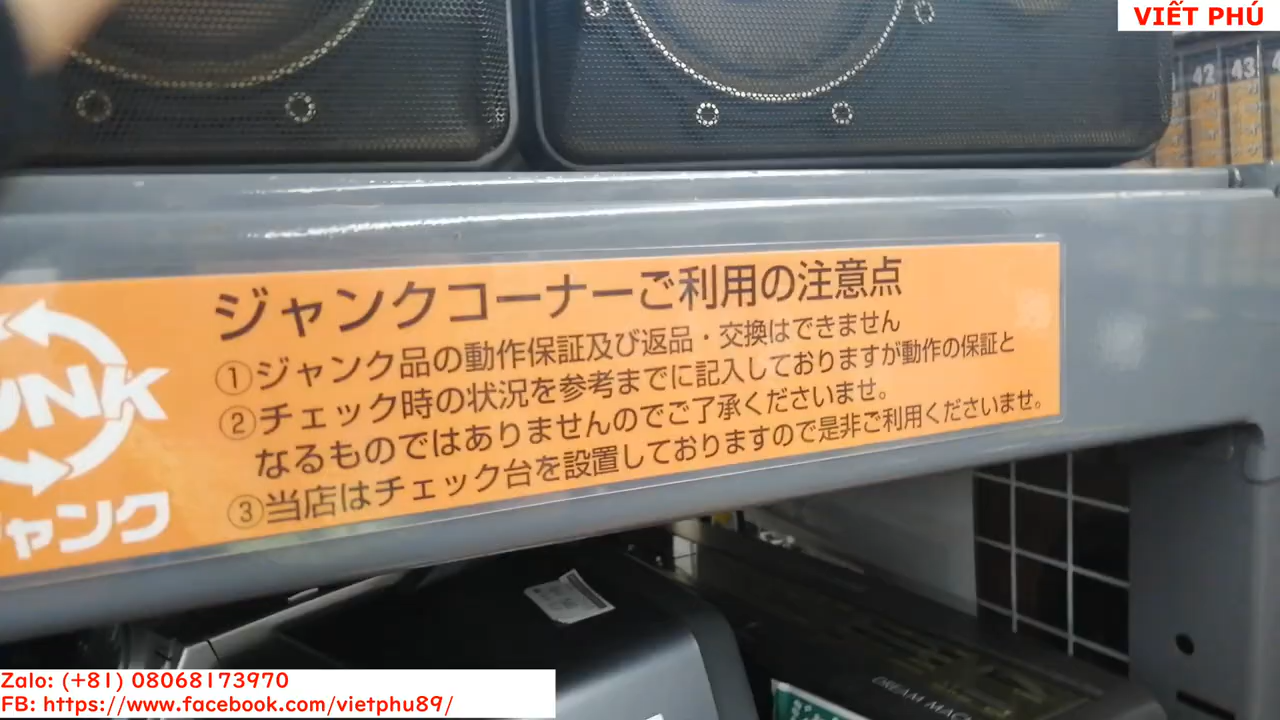 VIẾT PHÚ
42
43
ジャンクコーナーご利用の注意点
①ジャンク品の動作保証及び返品・交換はできません
②チェック時の状況を参考までに記入しておりますが動作の保証と
なるものではありませんのでご了承くださいませ。
③当店はチェック台を設置しておりますので是非ご利用くださいませ。
UNK
ジャンク
DREAM MAC
Zalo: (+81) 08068173970
FB: https://www.facebook.com/vietphu89/